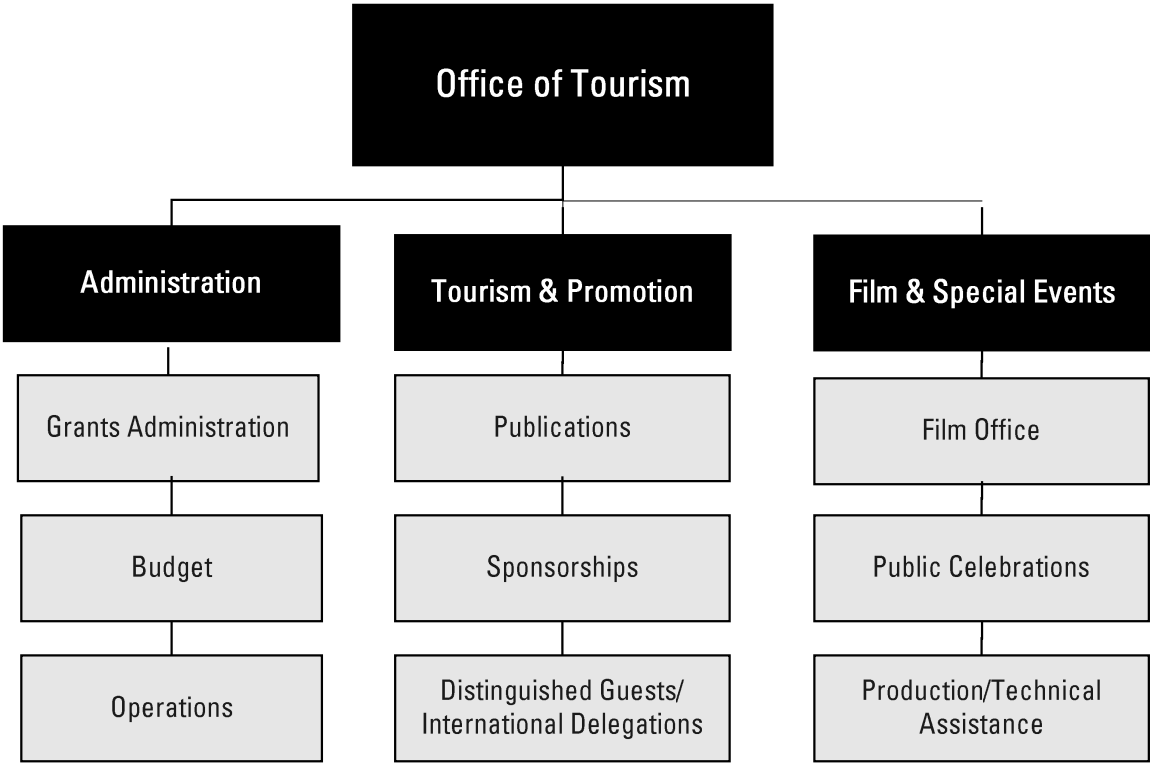 Office of Tourism
Administration
Tourism & Promotion
Film & Special Events
Grants Administration
Publications
Film Office
Budget
Sponsorships
Public Celebrations
Operations
Distinguished Guests/
International Delegations
Production/Technical
Assistance